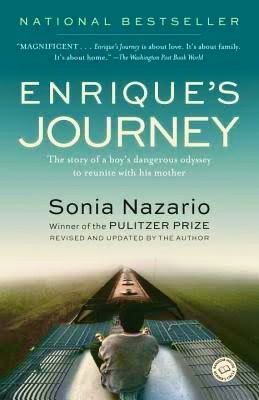 NATIONAL BESTSELLER
"MAGNIFICENT . . . Enrique's Journey is about love. It's about family.
It's about home." —The Washington Post Book World
ENRIQUE'S
JOURNEY
The story of a boy's dangerous odyssey
to reunite with his mother
Sonia Nazario
Winner of the PULITZER PRIZE
REVISED AND UPDATED BY THE AUTHOR